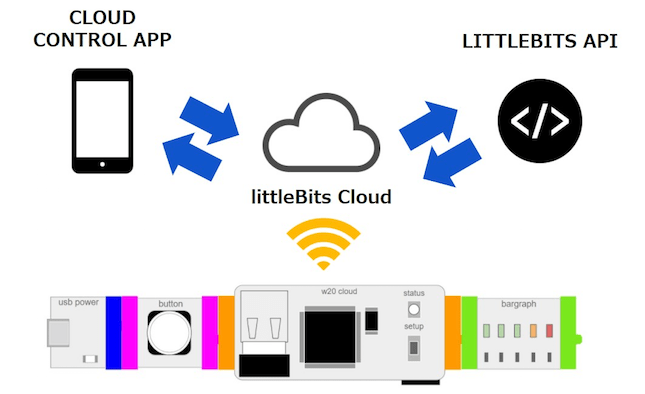 CLOUD
CONTROL APP
LITTLEBITS API
</>
littleBits Cloud
usb power
button
w20 cloud
status
setup
bargraph